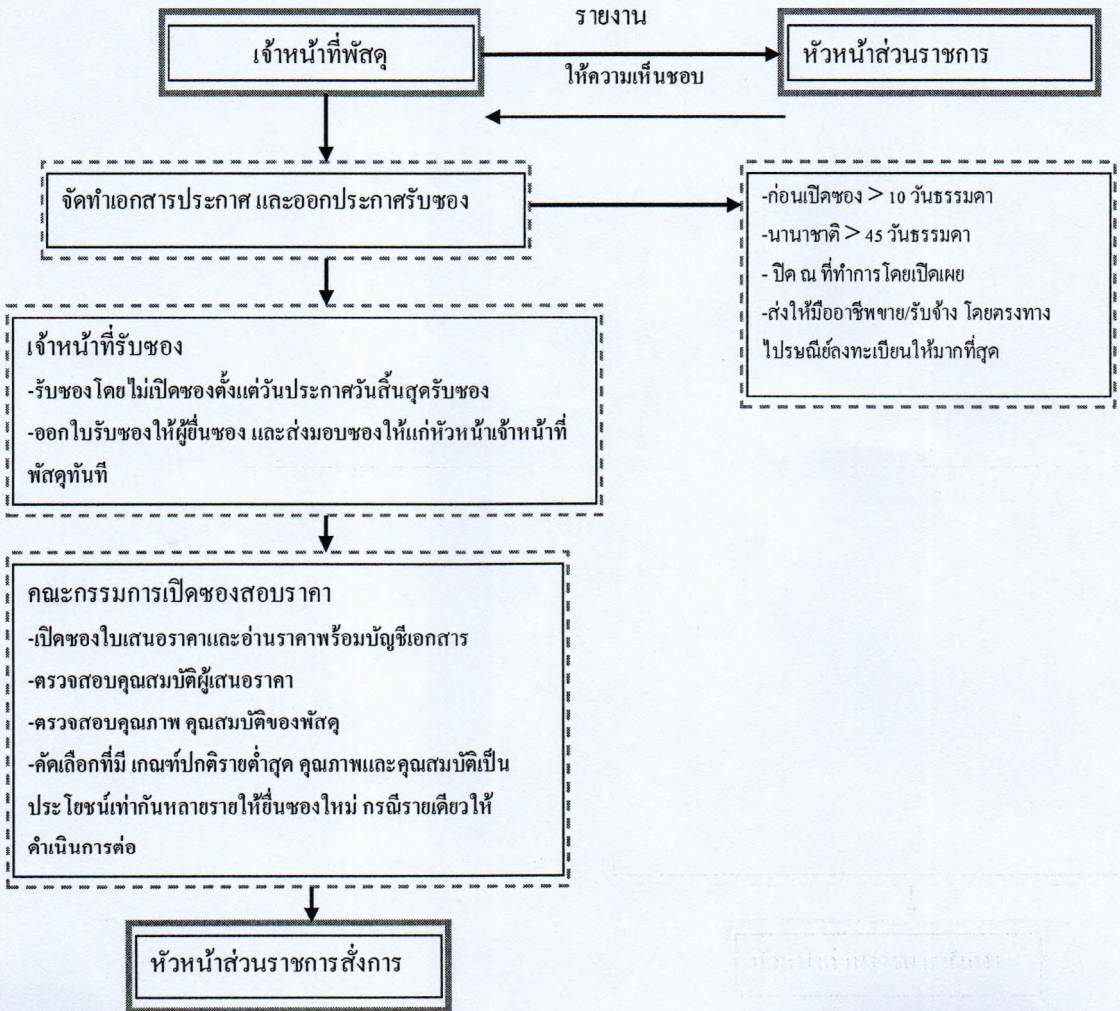 รายงาน
เจ้าหน้าที่พัสดุ
หัวหน้าส่วนราชการ
ให้ความเห็นชอบ
จัดทำเอกสารประกาศ และออกประกาศรับซอง
-ก่อนเปิดซอง > 10 วันธรรมดา
-นานาชาติ > 45 วันธรรมดา
- ปิด ณ ที่ทำการโดยเปิดเผย
-ส่งให้มืออาชีพขาย/รับจ้าง โดยตรงทาง
ไปรษณีย์ลงทะเบียนให้มากที่สุด
เจ้าหน้าที่รับซอง
-รับซองโดยไม่เปิดซองตั้งแต่วันประกาศวันสิ้นสุดรับซอง
-ออกใบรับซองให้ผู้ยื่นซอง และส่งมอบซองให้แก่หัวหน้าเจ้าหน้าที่
พัสดุทันที
คณะกรรมการเปิดซองสอบราคา
-เปิดซองใบเสนอราคาและอ่านราคาพร้อมบัญชีเอกสาร
-ตรวจสอบคุณสมบัติผู้เสนอราคา
-ตรวจสอบคุณภาพ คุณสมบัติของพัสดุ
-คัดเลือกที่มี เกณฑ์ปกติรายต่ำสุด คุณภาพและคุณสมบัติเป็น
ประโยชน์เท่ากันหลายรายให้ยื่นซองใหม่ กรณีรายเดียวให้
ดำเนินการต่อ
หัวหน้าส่วนราชการสั่งการ